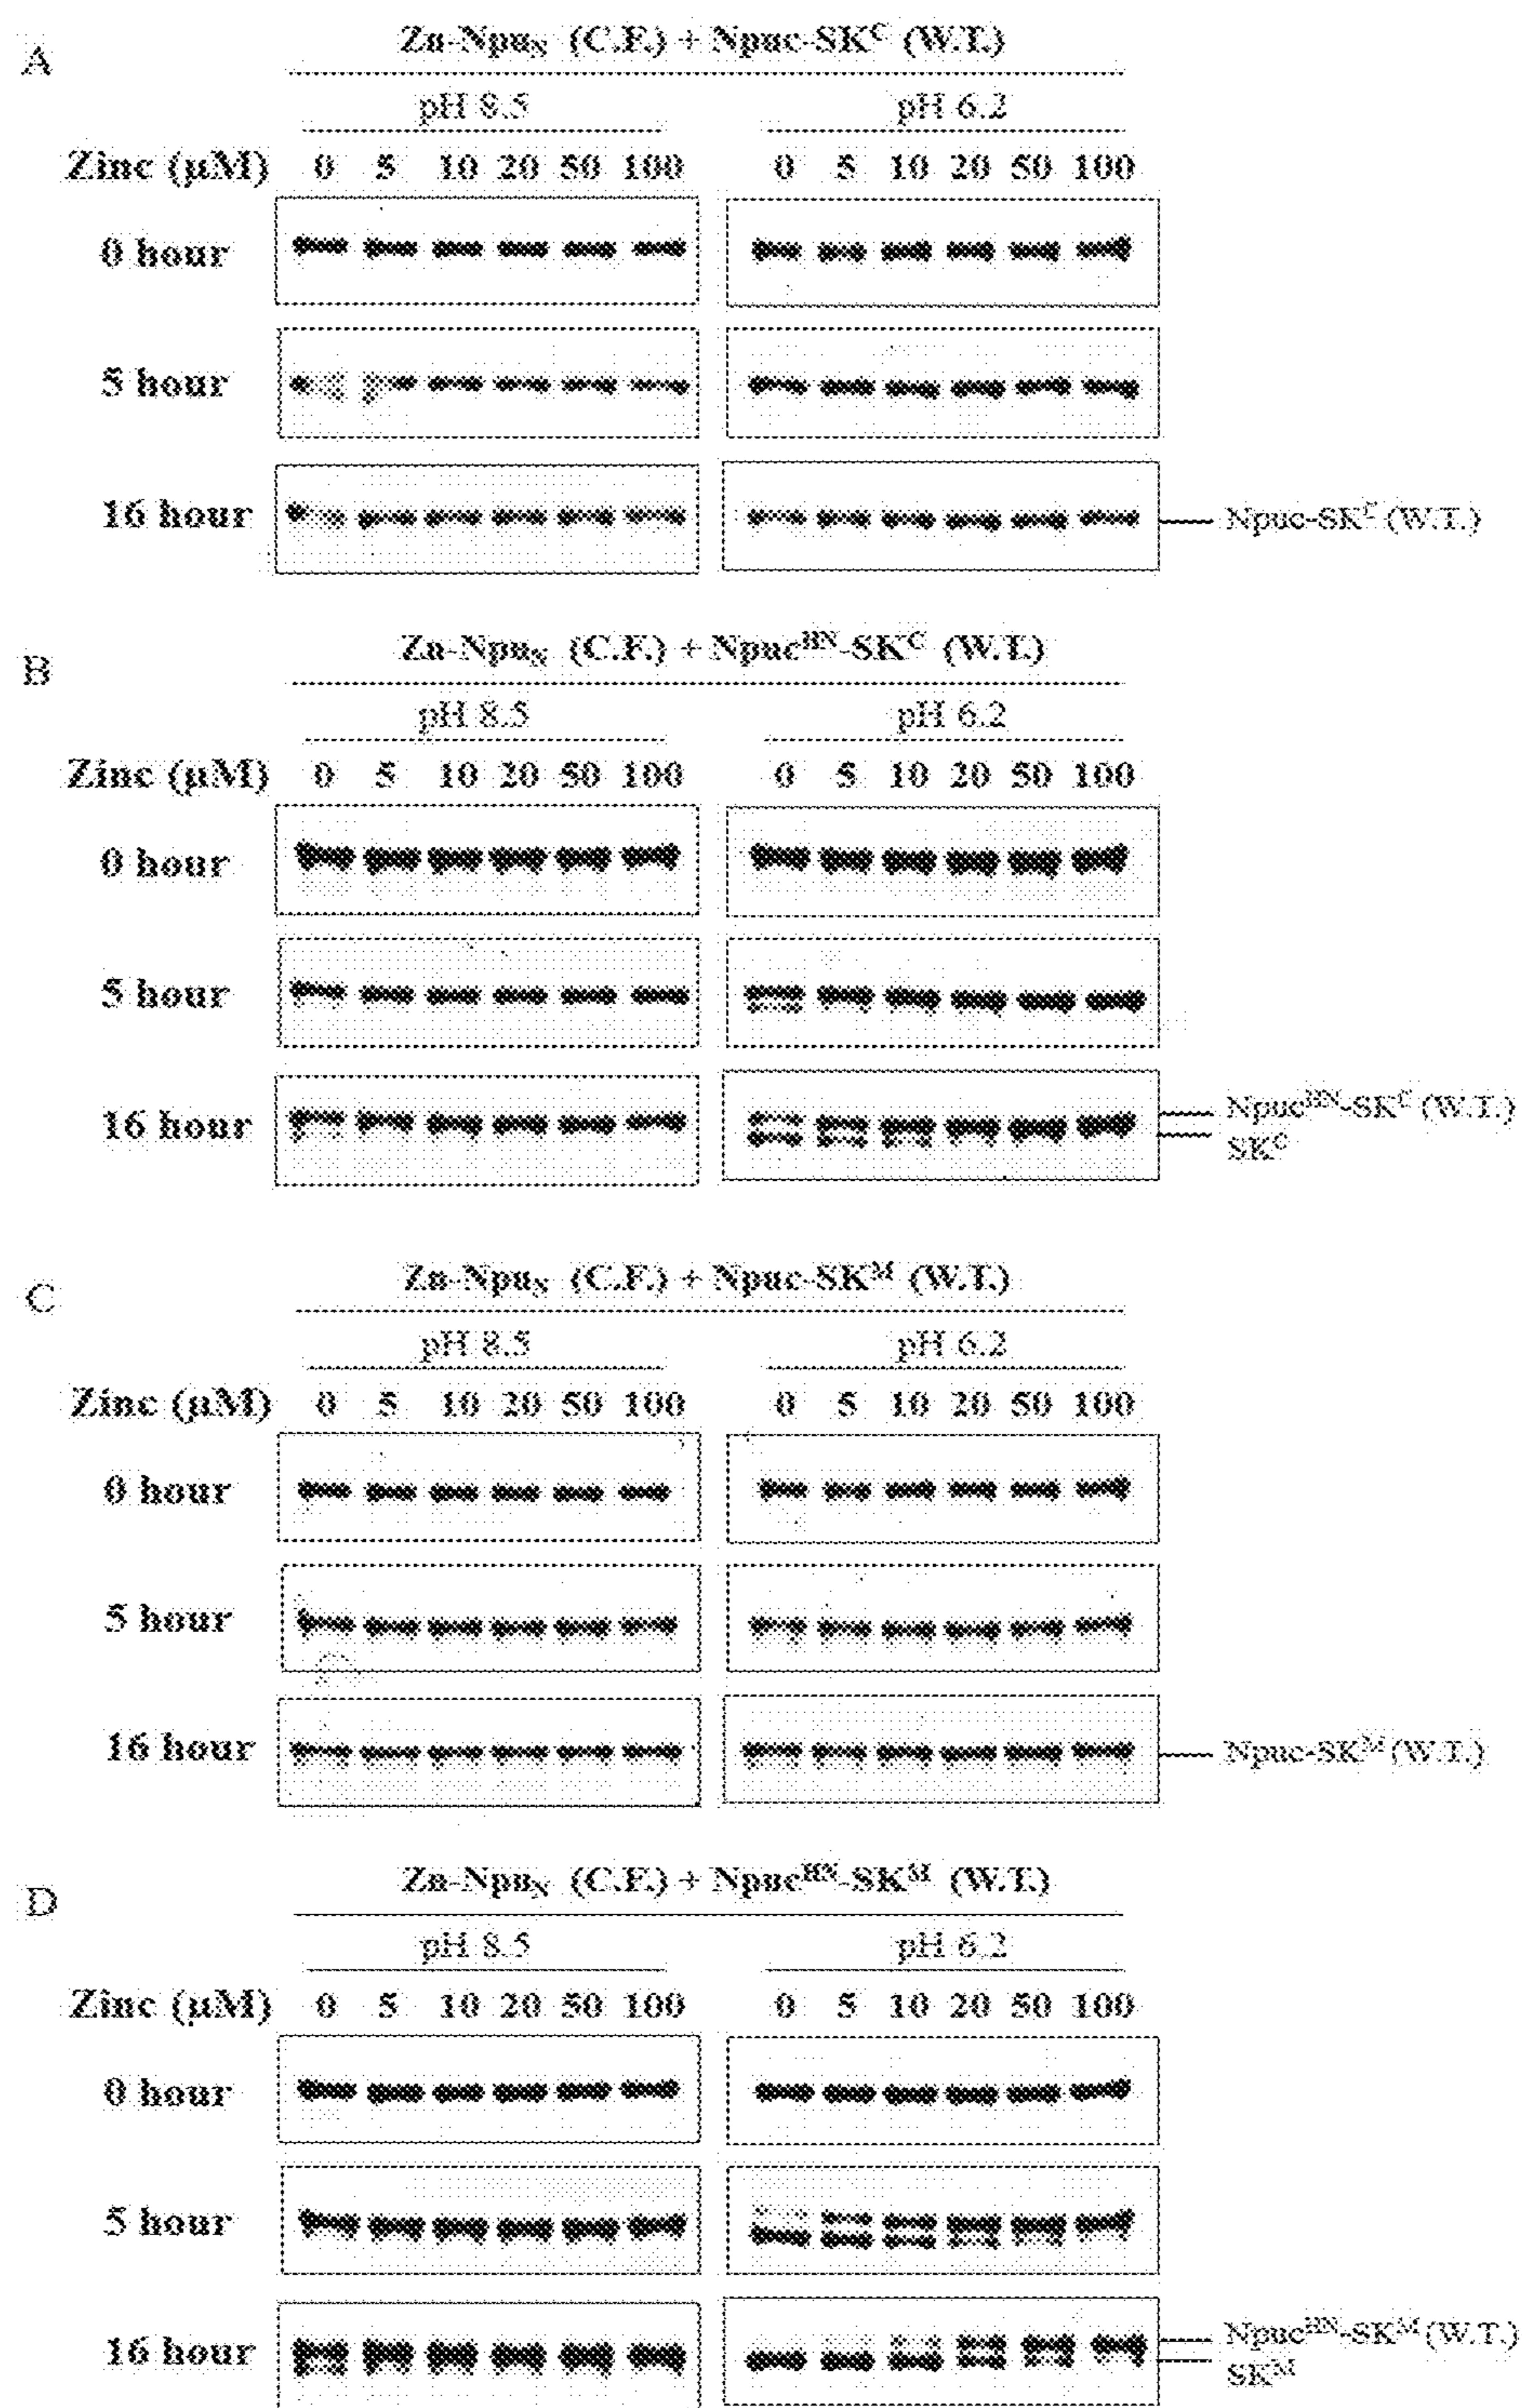 A
Zn-Npu_N (C.F.) + Npuc-SK^C (W.T.)
pH 8.5 pH 6.2
Zinc (μM) 0 5 10 20 50 100 0 5 10 20 50 100
0 hour
5 hour
16 hour Npuc-SK^C (W.T.)
B
Zn-Npu_N (C.F.) + Npuc^HN-SK^C (W.T.)
pH 8.5 pH 6.2
Zinc (μM) 0 5 10 20 50 100 0 5 10 20 50 100
0 hour
5 hour
16 hour Npuc^HN-SK^C (W.T.)
SK^C
C
Zn-Npu_N (C.F.) + Npuc-SK^M (W.T.)
pH 8.5 pH 6.2
Zinc (μM) 0 5 10 20 50 100 0 5 10 20 50 100
0 hour
5 hour
16 hour Npuc-SK^M (W.T.)
D
Zn-Npu_N (C.F.) + Npuc^HN-SK^M (W.T.)
pH 8.5 pH 6.2
Zinc (μM) 0 5 10 20 50 100 0 5 10 20 50 100
0 hour
5 hour
16 hour Npuc^HN-SK^M (W.T.)
SK^M